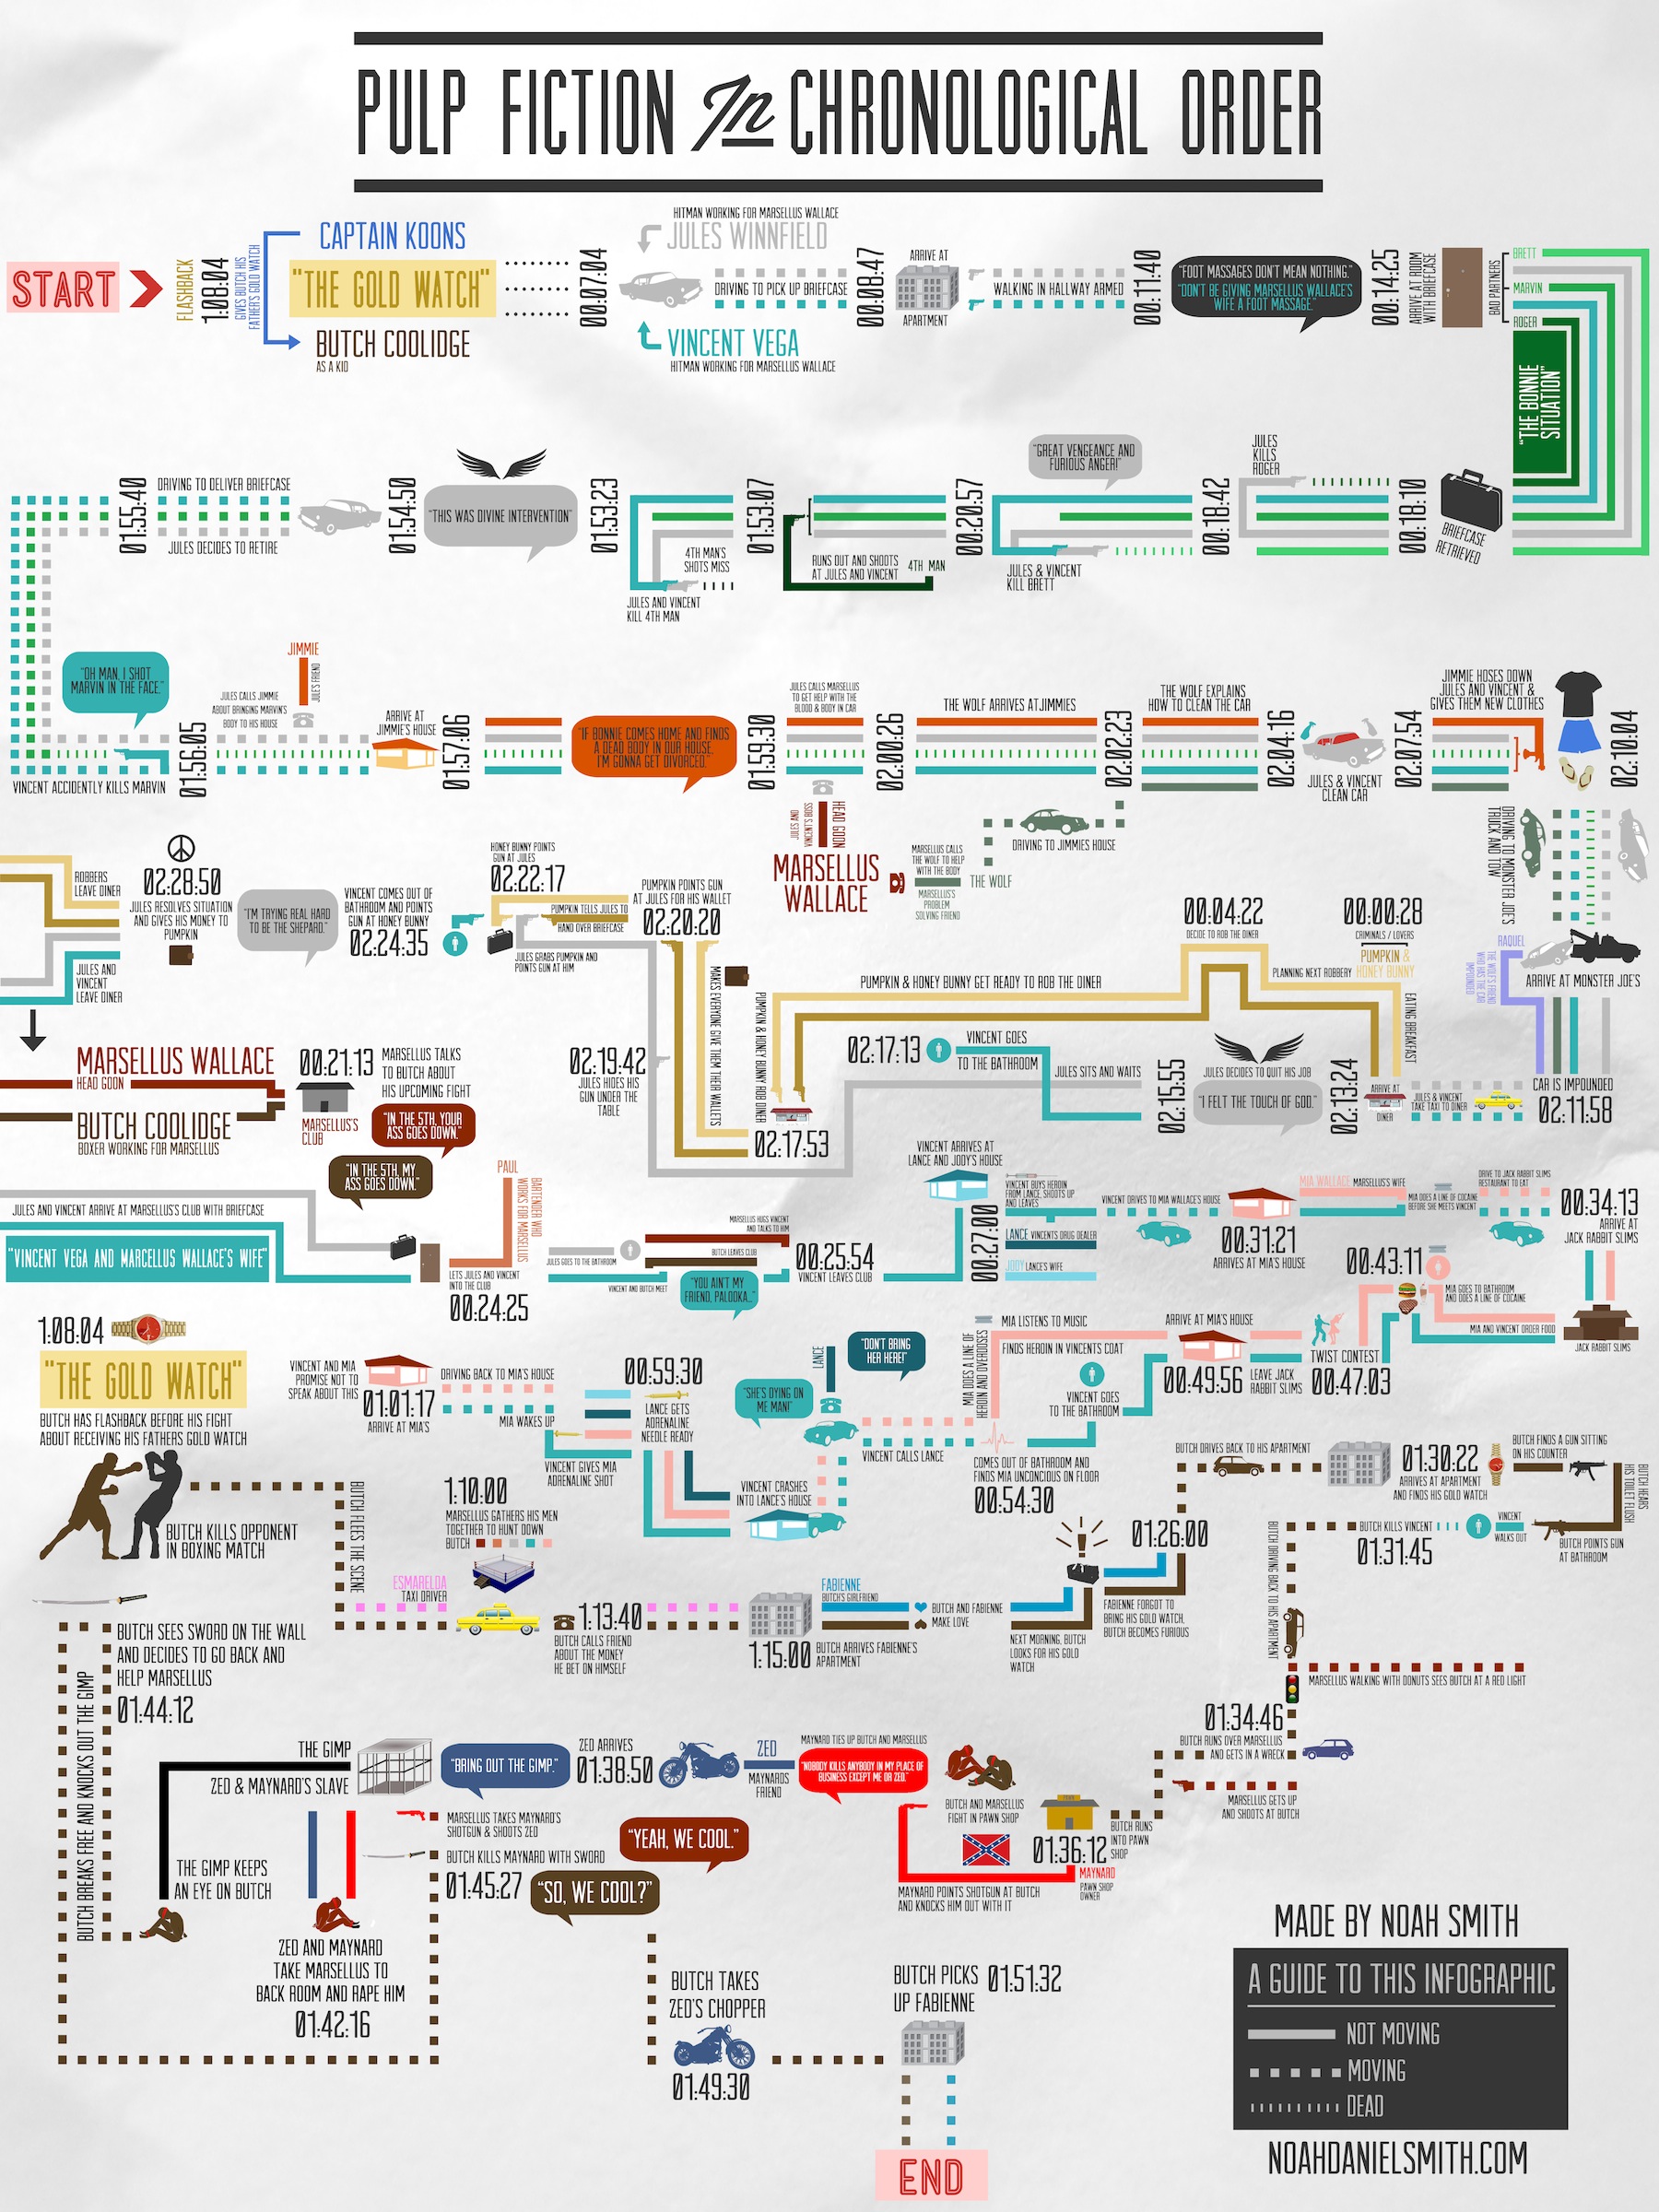 PULP FICTION In CHRONOLOGICAL ORDER
START
FLASHBACK
1:08:04
GIVES BUTCH HIS
FATHER'S GOLD WATCH
CAPTAIN KOONS
"THE GOLD WATCH"
BUTCH COOLIDGE
AS A KID
00:07:04
HITMAN WORKING FOR MARSELLUS WALLACE
JULES WINNFIELD
DRIVING TO PICK UP BRIEFCASE
VINCENT VEGA
HITMAN WORKING FOR MARSELLUS WALLACE
00:08:47
ARRIVE AT
APARTMENT
WALKING IN HALLWAY ARMED
00:11:40
"FOOT MASSAGES DON'T MEAN NOTHING."
"DON'T BE GIVING MARSELLUS WALLACE'S
WIFE A FOOT MASSAGE."
00:14:25
ARRIVE AT ROOM
WITH BRIEFCASE
BAD PARTNERS
BRETT
MARVIN
ROGER
"THE BONNIE
SITUATION"
BRIEFCASE
RETRIEVED
00:18:10
JULES
KILLS
ROGER
00:18:42
"GREAT VENGEANCE AND
FURIOUS ANGER!"
JULES & VINCENT
KILL BRETT
00:20:57
RUNS OUT AND SHOOTS
AT JULES AND VINCENT
4TH MAN
01:53:07
4TH MAN'S
SHOTS MISS
JULES AND VINCENT
KILL 4TH MAN
01:53:23
"THIS WAS DIVINE INTERVENTION"
01:54:50
DRIVING TO DELIVER BRIEFCASE
JULES DECIDES TO RETIRE
01:55:40
"OH MAN, I SHOT
MARVIN IN THE FACE."
VINCENT ACCIDENTLY KILLS MARVIN
01:56:05
JIMMIE
JULE'S FRIEND
JULES CALLS JIMMIE
ABOUT BRINGING MARVIN'S
BODY TO HIS HOUSE
ARRIVE AT
JIMMIE'S HOUSE
01:57:06
"IF BONNIE COMES HOME AND FINDS
A DEAD BODY IN OUR HOUSE,
I'M GONNA GET DIVORCED."
01:59:30
JULES CALLS MARSELLUS
TO GET HELP WITH THE
BLOOD & BODY IN CAR
02:00:26
THE WOLF ARRIVES AT JIMMIES
02:02:23
THE WOLF EXPLAINS
HOW TO CLEAN THE CAR
02:04:16
JULES & VINCENT
CLEAN CAR
02:07:54
JIMMIE HOSES DOWN
JULES AND VINCENT &
GIVES THEM NEW CLOTHES
02:10:04
JULES AND
VINCENT'S BOSS
HEAD GOON
MARSELLUS
WALLACE
MARSELLUS CALLS
THE WOLF TO HELP
WITH THE BODY
MARSELLUS'S
PROBLEM
SOLVING FRIEND
THE WOLF
DRIVING TO JIMMIES HOUSE
DRIVING TO MONSTER JOE'S
TRUCK AND TOW
RAQUEL
THE WOLF'S FRIEND
WHO HAS THE CAR
IMPOUNDED
ARRIVE AT MONSTER JOE'S
CAR IS IMPOUNDED
02:11:58
JULES & VINCENT
TAKE TAXI TO DINER
ARRIVE AT
DINER
02:13:24
JULES DECIDES TO QUIT HIS JOB
"I FELT THE TOUCH OF GOD."
02:15:55
JULES SITS AND WAITS
VINCENT GOES
TO THE BATHROOM
02:17:13
00:00:28
CRIMINALS / LOVERS
PUMPKIN &
HONEY BUNNY
PLANNING NEXT ROBBERY
EATING BREAKFAST
00:04:22
DECIDE TO ROB THE DINER
PUMPKIN & HONEY BUNNY GET READY TO ROB THE DINER
PUMPKIN & HONEY BUNNY ROB DINER
02:17:53
MAKES EVERYONE GIVE THEM THEIR WALLETS
02:19:42
JULES HIDES HIS
GUN UNDER THE
TABLE
PUMPKIN POINTS GUN
AT JULES FOR HIS WALLET
02:20:20
PUMPKIN TELLS JULES TO
HAND OVER BRIEFCASE
JULES GRABS PUMPKIN AND
POINTS GUN AT HIM
HONEY BUNNY POINTS
GUN AT JULES
02:22:17
VINCENT COMES OUT OF
BATHROOM AND POINTS
GUN AT HONEY BUNNY
02:24:35
"I'M TRYING REAL HARD
TO BE THE SHEPARD."
02:28:50
JULES RESOLVES SITUATION
AND GIVES HIS MONEY TO
PUMPKIN
ROBBERS
LEAVE DINER
JULES AND
VINCENT
LEAVE DINER
MARSELLUS WALLACE
HEAD GOON
BUTCH COOLIDGE
BOXER WORKING FOR MARSELLUS
00:21:13
MARSELLUS'S
CLUB
MARSELLUS TALKS
TO BUTCH ABOUT
HIS UPCOMING FIGHT
"IN THE 5TH, YOUR
ASS GOES DOWN."
"IN THE 5TH, MY
ASS GOES DOWN."
JULES AND VINCENT ARRIVE AT MARSELLUS'S CLUB WITH BRIEFCASE
"VINCENT VEGA AND MARCELLUS WALLACE'S WIFE"
PAUL
BARTENDER WHO
WORKS FOR MARSELLUS
LETS JULES AND VINCENT
INTO THE CLUB
00:24:25
JULES GOES TO THE BATHROOM
VINCENT AND BUTCH MEET
MARSELLUS HUGS VINCENT
AND TALKS TO HIM
BUTCH LEAVES CLUB
"YOU AIN'T MY
FRIEND, PALOOKA..."
00:25:54
VINCENT LEAVES CLUB
VINCENT ARRIVES AT
LANCE AND JODY'S HOUSE
00:27:00
VINCENT BUYS HEROIN
FROM LANCE, SHOOTS UP
AND LEAVES
LANCE VINCENTS DRUG DEALER
JODY LANCE'S WIFE
VINCENT DRIVES TO MIA WALLACE'S HOUSE
00:31:21
ARRIVES AT MIA'S HOUSE
MIA WALLACE MARSELLUS'S WIFE
MIA DOES A LINE OF COCAINE
BEFORE SHE MEETS VINCENT
DRIVE TO JACK RABBIT SLIMS
RESTAURANT TO EAT
00:34:13
ARRIVE AT
JACK RABBIT SLIMS
JACK RABBIT SLIMS
MIA AND VINCENT ORDER FOOD
00:43:11
MIA GOES TO BATHROOM
AND DOES A LINE OF COCAINE
TWIST CONTEST
00:47:03
LEAVE JACK
RABBIT SLIMS
ARRIVE AT MIA'S HOUSE
00:49:56
VINCENT GOES
TO THE BATHROOM
MIA LISTENS TO MUSIC
FINDS HEROIN IN VINCENTS COAT
MIA DOES A LINE OF
HEROIN AND OVERDOSES
COMES OUT OF BATHROOM AND
FINDS MIA UNCONCIOUS ON FLOOR
00:54:30
VINCENT CALLS LANCE
LANCE
"DON'T BRING
HER HERE!"
"SHE'S DYING ON
ME MAN!"
VINCENT CRASHES
INTO LANCE'S HOUSE
00:59:30
LANCE GETS
ADRENALINE
NEEDLE READY
VINCENT GIVES MIA
ADRENALINE SHOT
MIA WAKES UP
DRIVING BACK TO MIA'S HOUSE
01:01:17
ARRIVE AT MIA'S
VINCENT AND MIA
PROMISE NOT TO
SPEAK ABOUT THIS
1:08:04
"THE GOLD WATCH"
BUTCH HAS FLASHBACK BEFORE HIS FIGHT
ABOUT RECEIVING HIS FATHERS GOLD WATCH
BUTCH KILLS OPPONENT
IN BOXING MATCH
BUTCH FLEES THE SCENE
1:10:00
MARSELLUS GATHERS HIS MEN
TOGETHER TO HUNT DOWN
BUTCH
ESMARELDA
TAXI DRIVER
1:13:40
BUTCH CALLS FRIEND
ABOUT THE MONEY
HE BET ON HIMSELF
1:15:00
BUTCH ARRIVES FABIENNE'S
APARTMENT
FABIENNE
BUTCH'S GIRLFRIEND
BUTCH AND FABIENNE
MAKE LOVE
NEXT MORNING, BUTCH
LOOKS FOR HIS GOLD
WATCH
FABIENNE FORGOT TO
BRING HIS GOLD WATCH,
BUTCH BECOMES FURIOUS
01:26:00
BUTCH DRIVES BACK TO HIS APARTMENT
01:30:22
ARRIVES AT APARTMENT
AND FINDS HIS GOLD WATCH
BUTCH FINDS A GUN SITTING
ON HIS COUNTER
BUTCH HEARS
HIS TOILET FLUSH
BUTCH POINTS GUN
AT BATHROOM
VINCENT
WALKS OUT
BUTCH KILLS VINCENT
01:31:45
BUTCH DRIVING BACK TO HIS APARTMENT
MARSELLUS WALKING WITH DONUTS SEES BUTCH AT A RED LIGHT
01:34:46
BUTCH RUNS OVER MARSELLUS
AND GETS IN A WRECK
MARSELLUS GETS UP
AND SHOOTS AT BUTCH
BUTCH RUNS
INTO PAWN
SHOP
01:36:12
BUTCH AND MARSELLUS
FIGHT IN PAWN SHOP
MAYNARD
PAWN SHOP
OWNER
MAYNARD POINTS SHOTGUN AT BUTCH
AND KNOCKS HIM OUT WITH IT
MAYNARD TIES UP BUTCH AND MARSELLUS
"NOBODY KILLS ANYBODY IN MY PLACE OF
BUSINESS EXCEPT ME OR ZED."
ZED
MAYNARDS
FRIEND
ZED ARRIVES
01:38:50
"BRING OUT THE GIMP."
THE GIMP
ZED & MAYNARD'S SLAVE
THE GIMP KEEPS
AN EYE ON BUTCH
ZED AND MAYNARD
TAKE MARSELLUS TO
BACK ROOM AND RAPE HIM
01:42:16
BUTCH BREAKS FREE AND KNOCKS OUT THE GIMP
BUTCH SEES SWORD ON THE WALL
AND DECIDES TO GO BACK AND
HELP MARSELLUS
01:44:12
MARSELLUS TAKES MAYNARD'S
SHOTGUN & SHOOTS ZED
BUTCH KILLS MAYNARD WITH SWORD
01:45:27
"YEAH, WE COOL."
"SO, WE COOL?"
BUTCH TAKES
ZED'S CHOPPER
01:49:30
BUTCH PICKS
UP FABIENNE
01:51:32
END
MADE BY NOAH SMITH
A GUIDE TO THIS INFOGRAPHIC
NOT MOVING
MOVING
DEAD
NOAHDANIELSMITH.COM